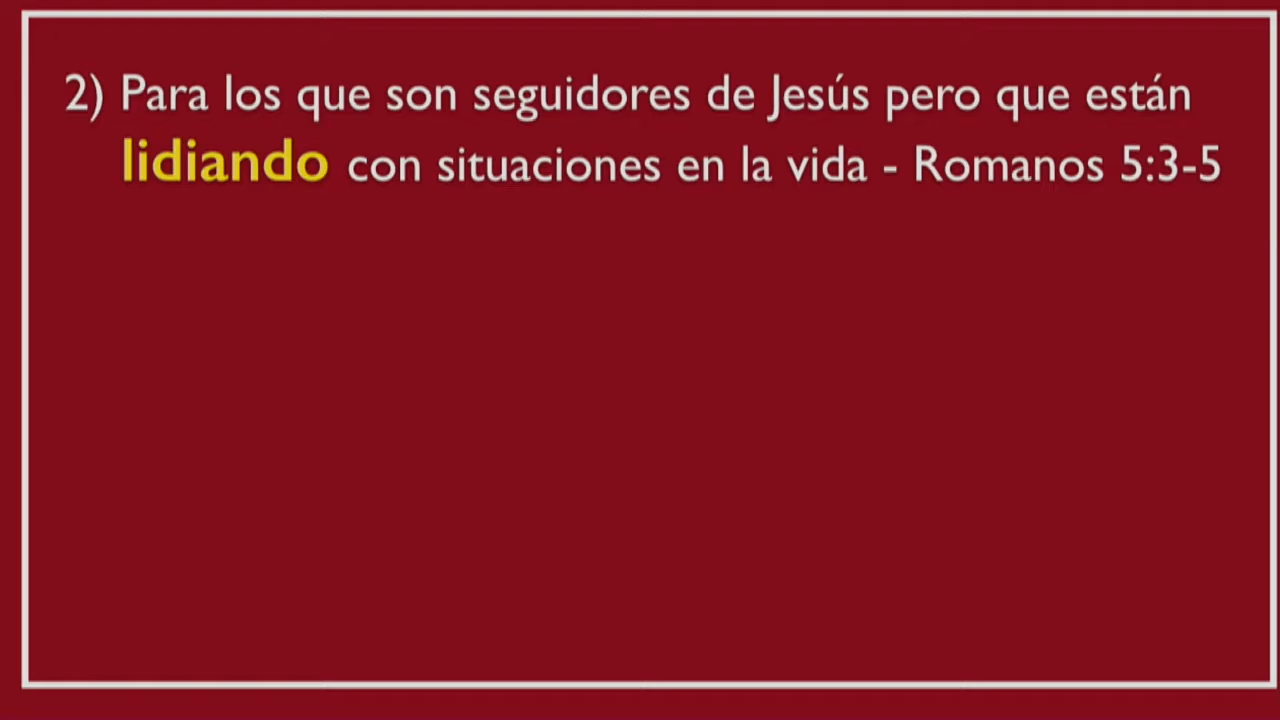 2) Para los que son seguidores de Jesús pero que están
lidiando con situaciones en la vida - Romanos 5:3-5